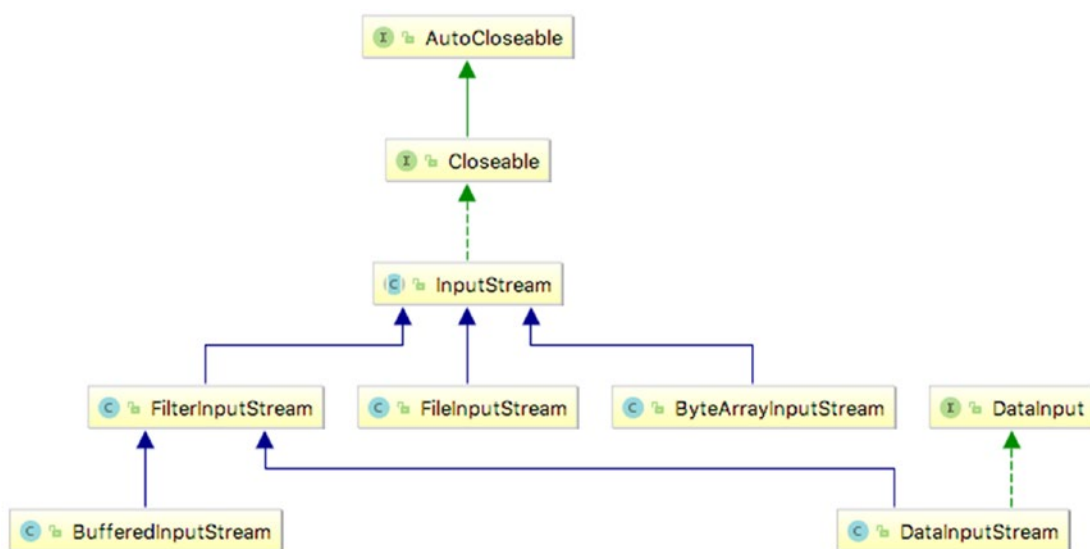 I AutoCloseable
I Closeable
C InputStream
C FilterInputStream
C FileInputStream
C ByteArrayInputStream
I DataInput
C BufferedInputStream
C DataInputStream